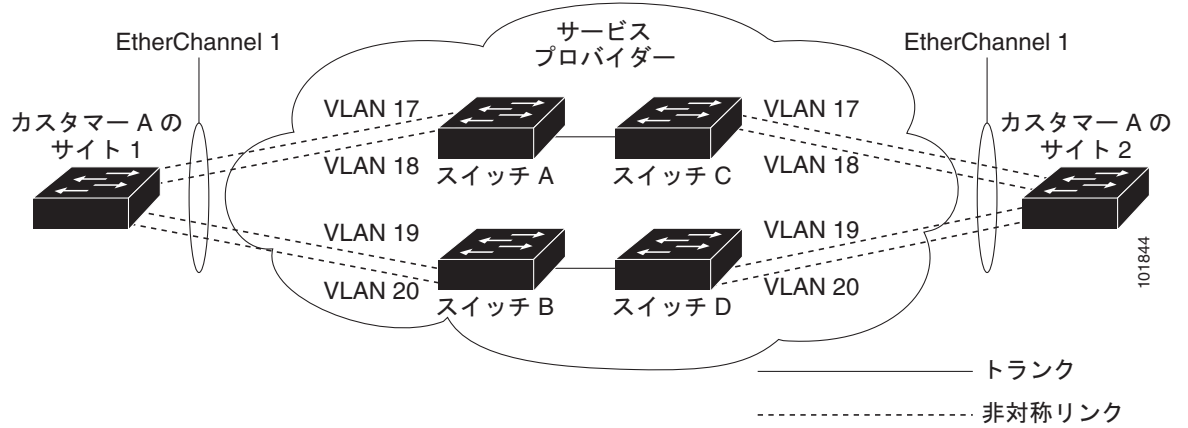 EtherChannel 1
サービス
プロバイダー
EtherChannel 1
カスタマー A の
サイト 1
VLAN 17
VLAN 18
スイッチ A
スイッチ C
VLAN 17
VLAN 18
カスタマー A の
サイト 2
VLAN 19
VLAN 20
スイッチ B
スイッチ D
VLAN 19
VLAN 20
101844
トランク
非対称リンク